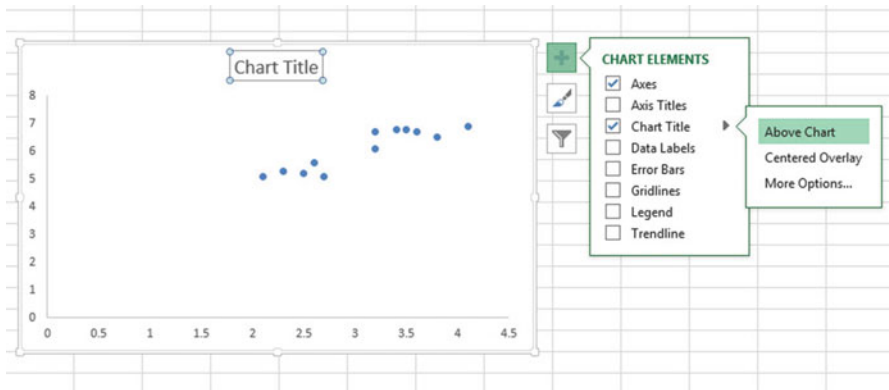 Chart Title
8
7
6
5
4
3
2
1
0
0 0.5 1 1.5 2 2.5 3 3.5 4 4.5
CHART ELEMENTS
Axes
Axis Titles
Chart Title
Data Labels
Error Bars
Gridlines
Legend
Trendline
Above Chart
Centered Overlay
More Options...